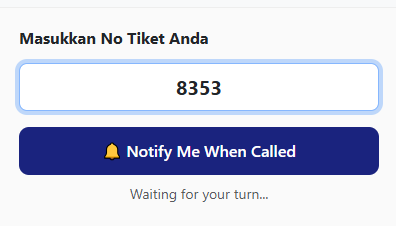 Masukkan No Tiket Anda
8353
🔔 Notify Me When Called
Waiting for your turn...